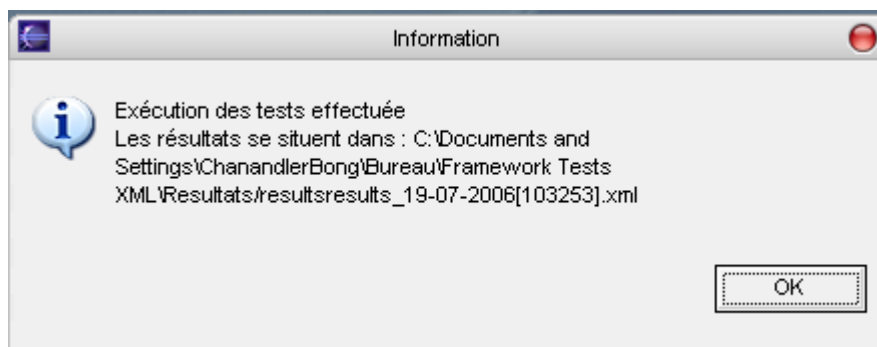 Information
Exécution des tests effectuée
Les résultats se situent dans : C:\Documents and
Settings\ChanandlerBong\Bureau\Framework Tests
XML\Resultats/resultsresults_19-07-2006[103253].xml
OK